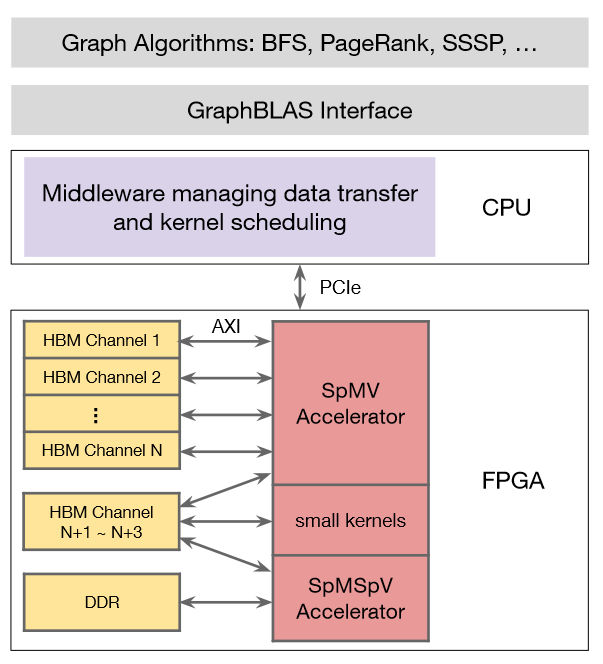 Graph Algorithms: BFS, PageRank, SSSP, …
GraphBLAS Interface
Middleware managing data transfer
and kernel scheduling
CPU
PCIe
HBM Channel 1
AXI
HBM Channel 2
⋮
HBM Channel N
SpMV
Accelerator
FPGA
HBM Channel
N+1 ~ N+3
small kernels
DDR
SpMSpV
Accelerator